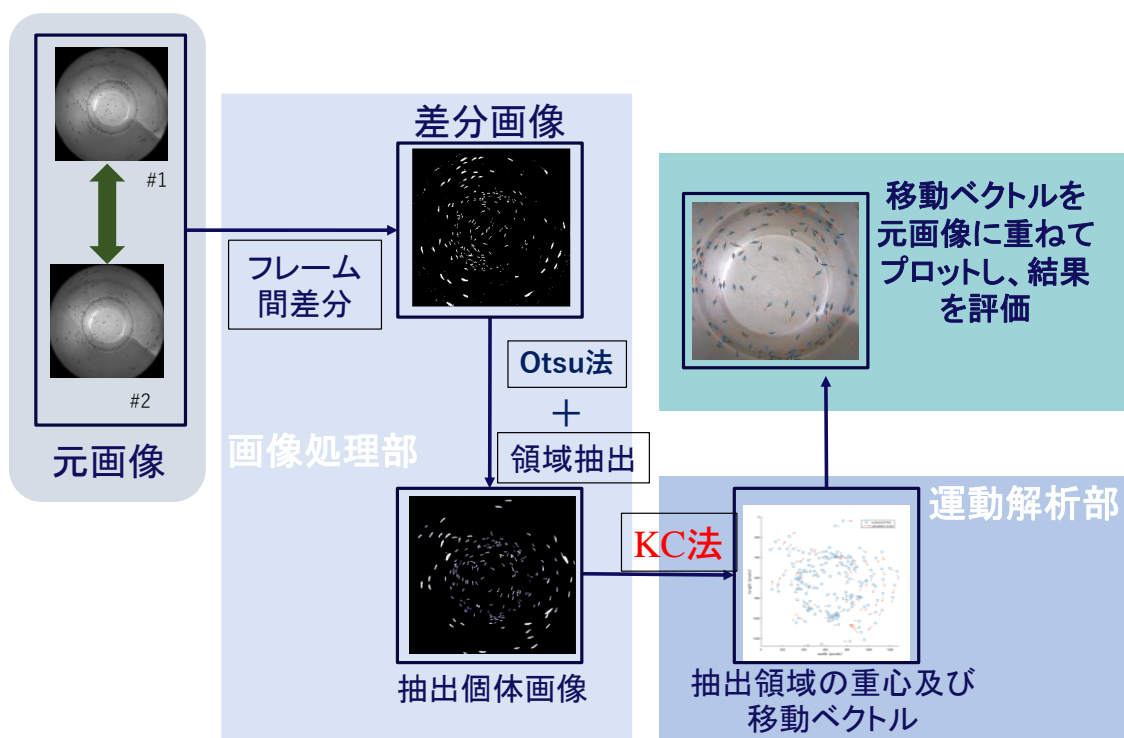 #1
#2
元画像
フレーム
間差分
画像処理部
差分画像
Otsu法
＋
領域抽出
抽出個体画像
KC法
運動解析部
抽出領域の重心及び
移動ベクトル
移動ベクトルを
元画像に重ねて
プロットし、結果
を評価